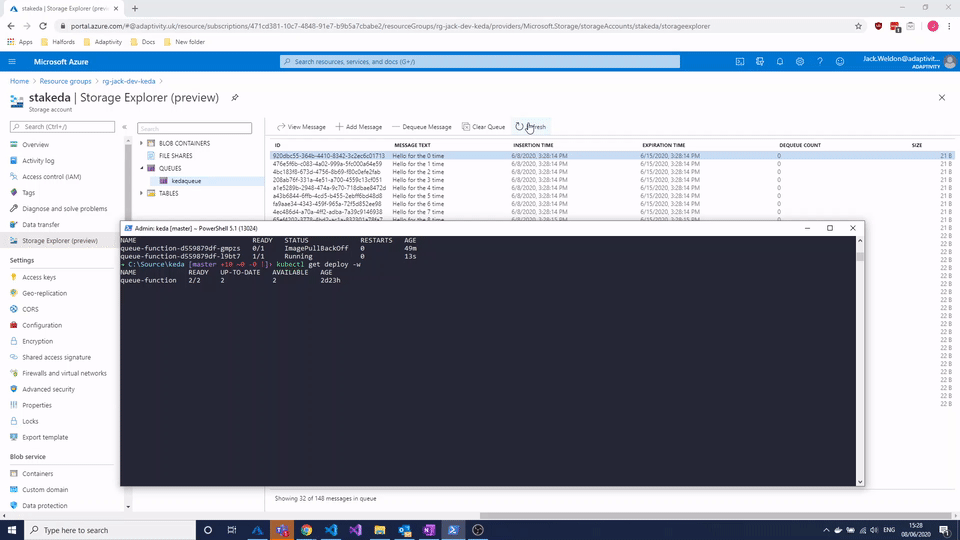 stakeda - Storage Explorer (prev
portal.azure.com/#@adaptivity.uk/resource/subscriptions/471cd381-10c7-4848-91e7-b9b5a7cbabe2/resourceGroups/rg-jack-dev-keda/providers/Microsoft.Storage/storageAccounts/stakeda/storageexplorer
Apps Halfords Adaptivity Docs New folder
Microsoft Azure
Search resources, services, and docs (G+/)
Jack.Weldon@adaptivit...
ADAPTIVITY
Home > Resource groups > rg-jack-dev-keda >
stakeda | Storage Explorer (preview)
Storage account
Search (Ctrl+/)
Overview
Activity log
Access control (IAM)
Tags
Diagnose and solve problems
Data transfer
Storage Explorer (preview)
Settings
Access keys
Geo-replication
CORS
Configuration
Encryption
Shared access signature
Firewalls and virtual networks
Advanced security
Properties
Locks
Export template
Blob service
Containers
Custom domain
Data protection
Search
BLOB CONTAINERS
FILE SHARES
QUEUES
kedaqueue
TABLES
View Message Add Message Dequeue Message Clear Queue Refresh
ID MESSAGE TEXT INSERTION TIME EXPIRATION TIME DEQUEUE COUNT SIZE
920dbc55-364b-4410-8342-3c2ec6c01713 Hello for the 0 time 6/8/2020, 3:28:14 PM 6/15/2020, 3:28:14 PM 0 21 B
476e5f6b-c083-4a02-999a-5fc000a64e59 Hello for the 1 time 6/8/2020, 3:28:14 PM 6/15/2020, 3:28:14 PM 0 21 B
4bc183f8-673d-4756-8b69-f80c0efe2fab Hello for the 2 time 6/8/2020, 3:28:14 PM 6/15/2020, 3:28:14 PM 0 21 B
208ab76f-331a-4e51-a700-4559c13cf051 Hello for the 3 time 6/8/2020, 3:28:14 PM 6/15/2020, 3:28:14 PM 0 21 B
a1e5289b-2948-474a-9c70-718dbae8472d Hello for the 4 time 6/8/2020, 3:28:14 PM 6/15/2020, 3:28:14 PM 0 21 B
a43b6844-6ffb-4cd5-b455-2ebff6bd48d8 Hello for the 5 time 6/8/2020, 3:28:14 PM 6/15/2020, 3:28:14 PM 0 21 B
fa9aae34-4343-459f-965a-72f5d852ee98 Hello for the 6 time 6/8/2020, 3:28:14 PM 6/15/2020, 3:28:14 PM 0 21 B
4ec486d4-a70a-4ff2-adba-7a39c9146938 Hello for the 7 time 6/8/2020, 3:28:14 PM 6/15/2020, 3:28:14 PM 0 21 B
Admin: keda [master] ~ PowerShell 5.1 (13024)
NAME READY STATUS RESTARTS AGE
queue-function-d559879df-gmpzs 0/1 ImagePullBackOff 0 49m
queue-function-d559879df-l9bt7 1/1 Running 0 13s
C:\Source\keda [master +10 ~0 -0 !]> kubectl get deploy -w
NAME READY UP-TO-DATE AVAILABLE AGE
queue-function 2/2 2 2 2d23h
22 B
22 B
22 B
22 B
22 B
22 B
22 B
22 B
22 B
22 B
22 B
22 B
22 B
Showing 32 of 148 messages in queue
Type here to search
15:28
08/06/2020